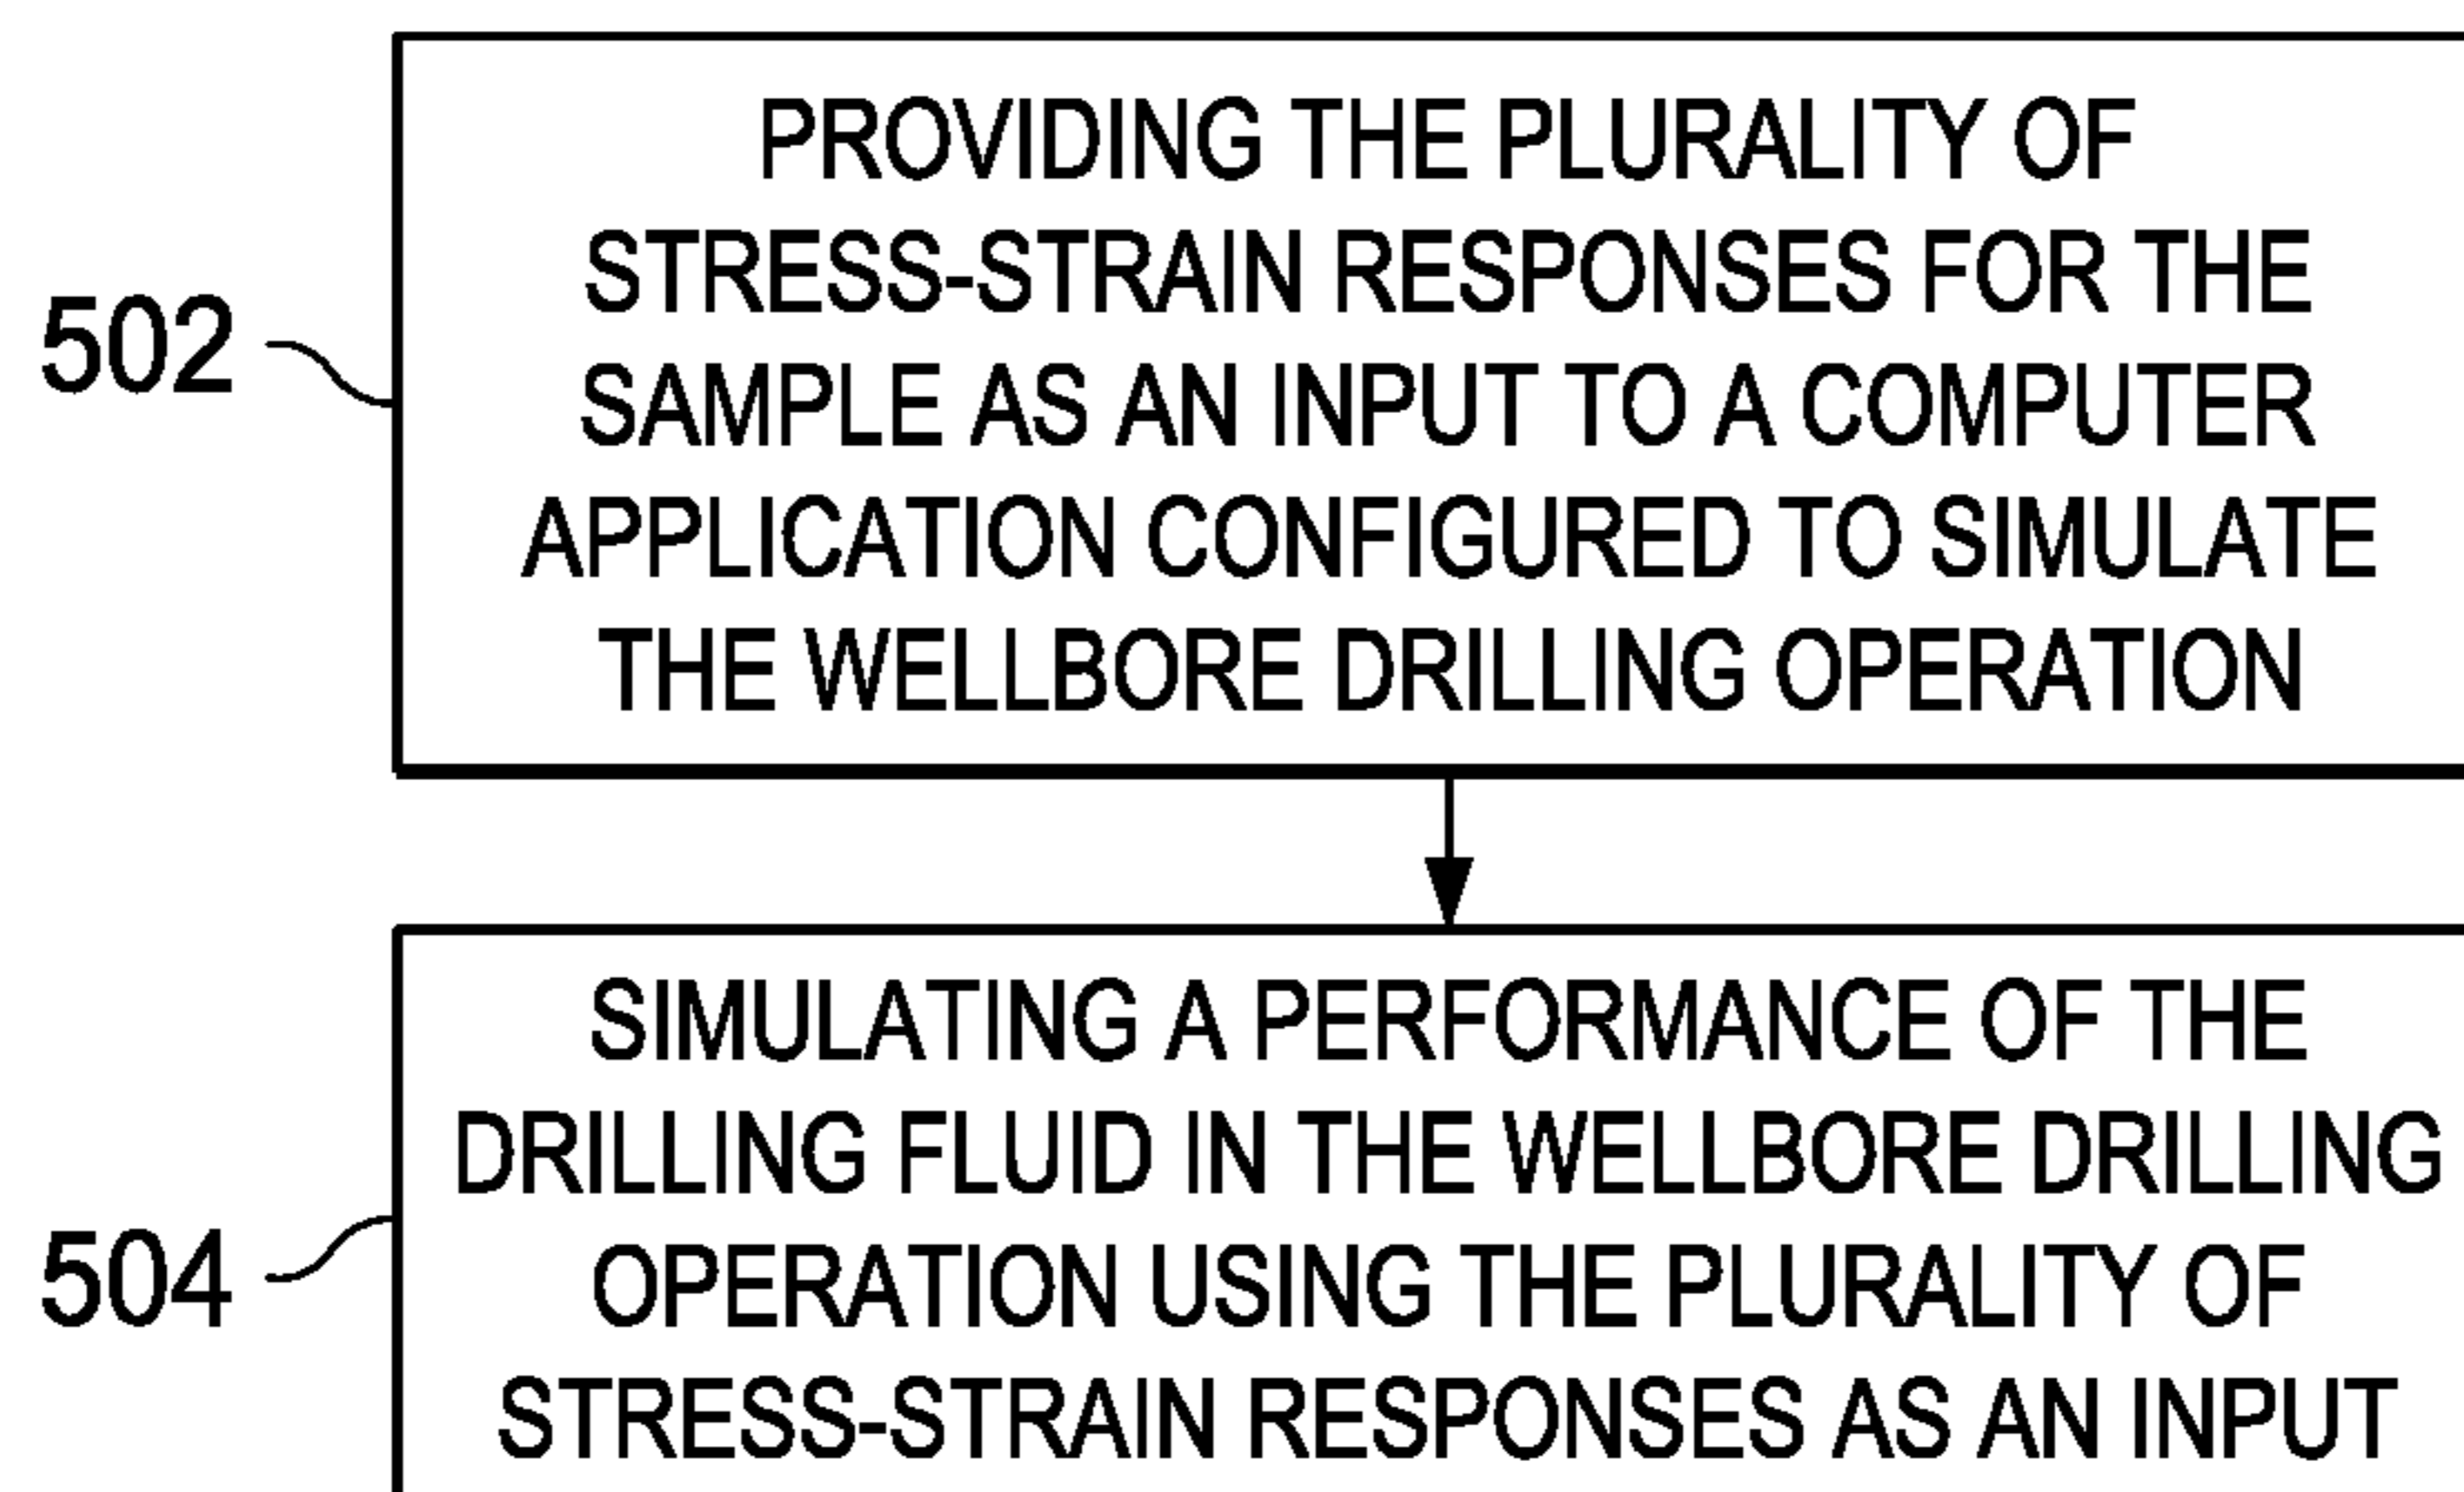 PROVIDING THE PLURALITY OF
STRESS-STRAIN RESPONSES FOR THE
502
SAMPLE AS AN INPUT TO A COMPUTER
APPLICATION CONFIGURED TO SIMULATE
THE WELLBORE DRILLING OPERATION
SIMULATING A PERFORMANCE OF THE
DRILLING FLUID IN THE WELLBORE DRILLING
504
OPERATION USING THE PLURALITY OF
STRESS-STRAIN RESPONSES AS AN INPUT